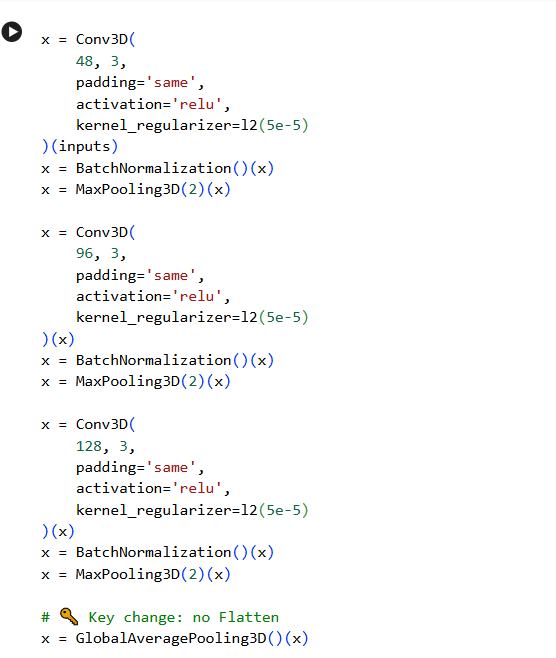 x = Conv3D(
    48, 3,
    padding='same',
    activation='relu',
    kernel_regularizer=l2(5e-5)
)(inputs)
x = BatchNormalization()(x)
x = MaxPooling3D(2)(x)

x = Conv3D(
    96, 3,
    padding='same',
    activation='relu',
    kernel_regularizer=l2(5e-5)
)(x)
x = BatchNormalization()(x)
x = MaxPooling3D(2)(x)

x = Conv3D(
    128, 3,
    padding='same',
    activation='relu',
    kernel_regularizer=l2(5e-5)
)(x)
x = BatchNormalization()(x)
x = MaxPooling3D(2)(x)

# 🔑 Key change: no Flatten
x = GlobalAveragePooling3D()(x)